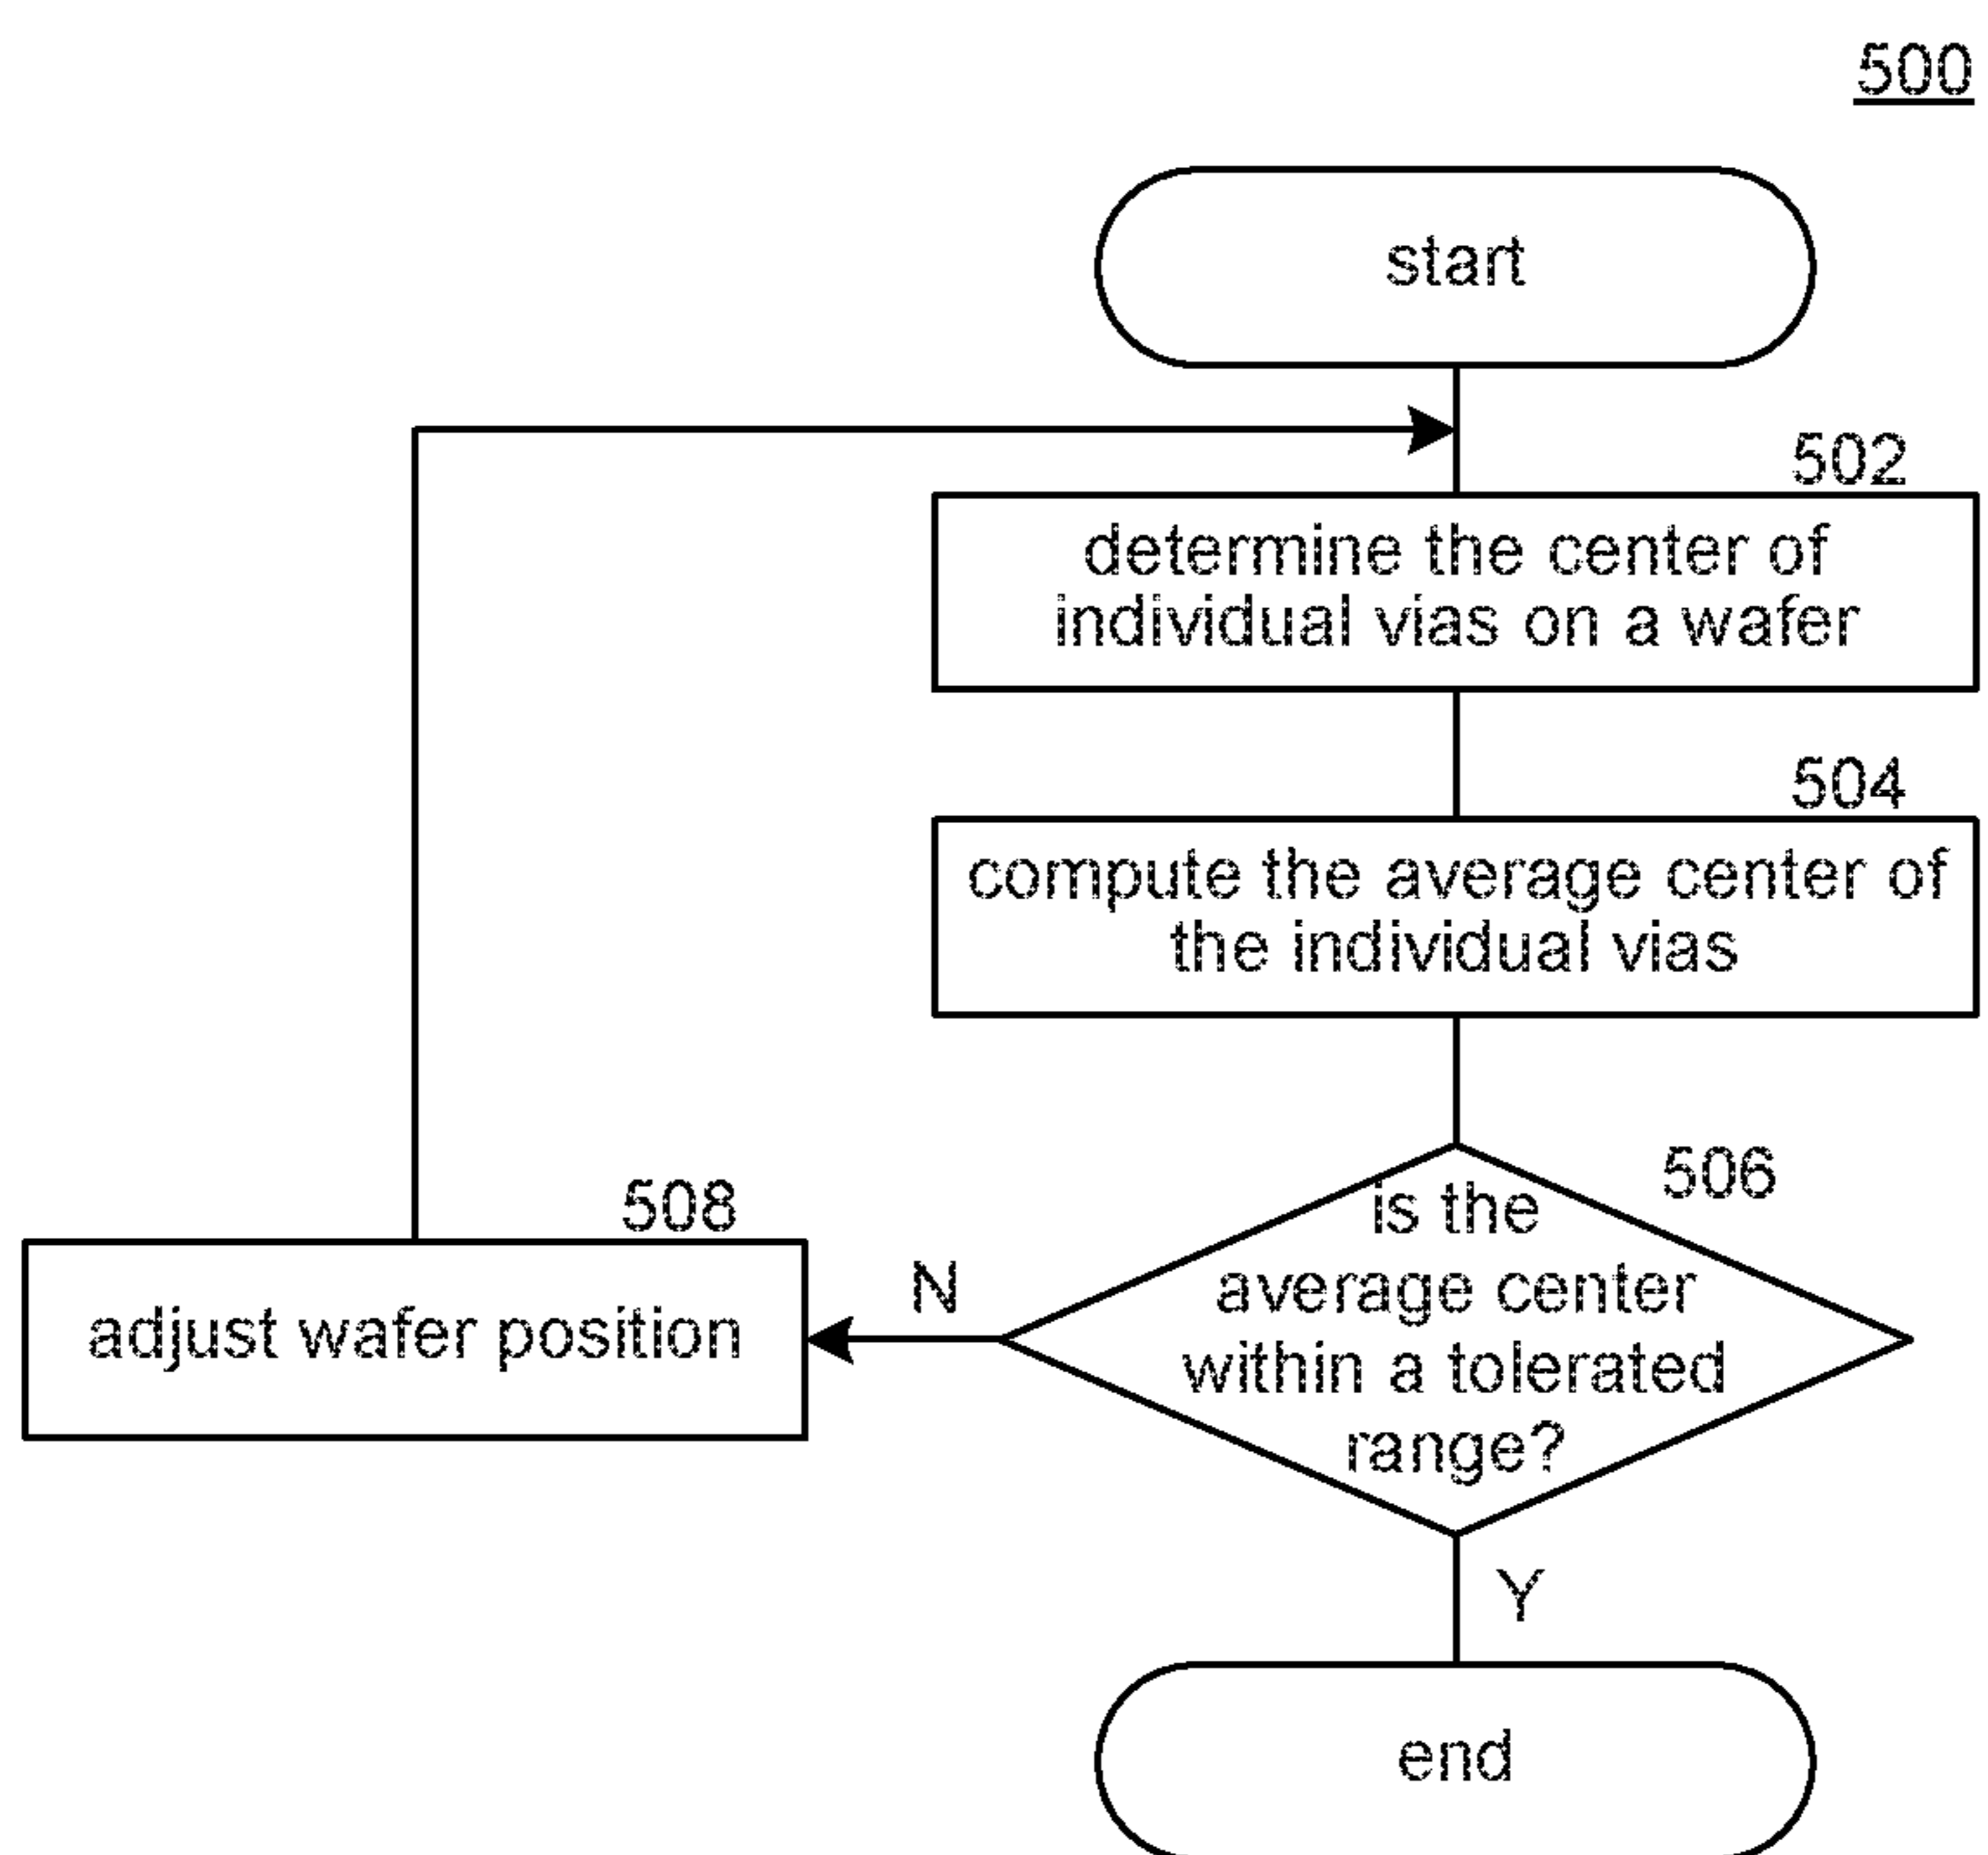 500
start
502
determine the center of
individual vias on a wafer
504
compute the average center of
the individual vias
506
is the
average center
within a tolerated
range?
N
508
adjust wafer position
Y
end